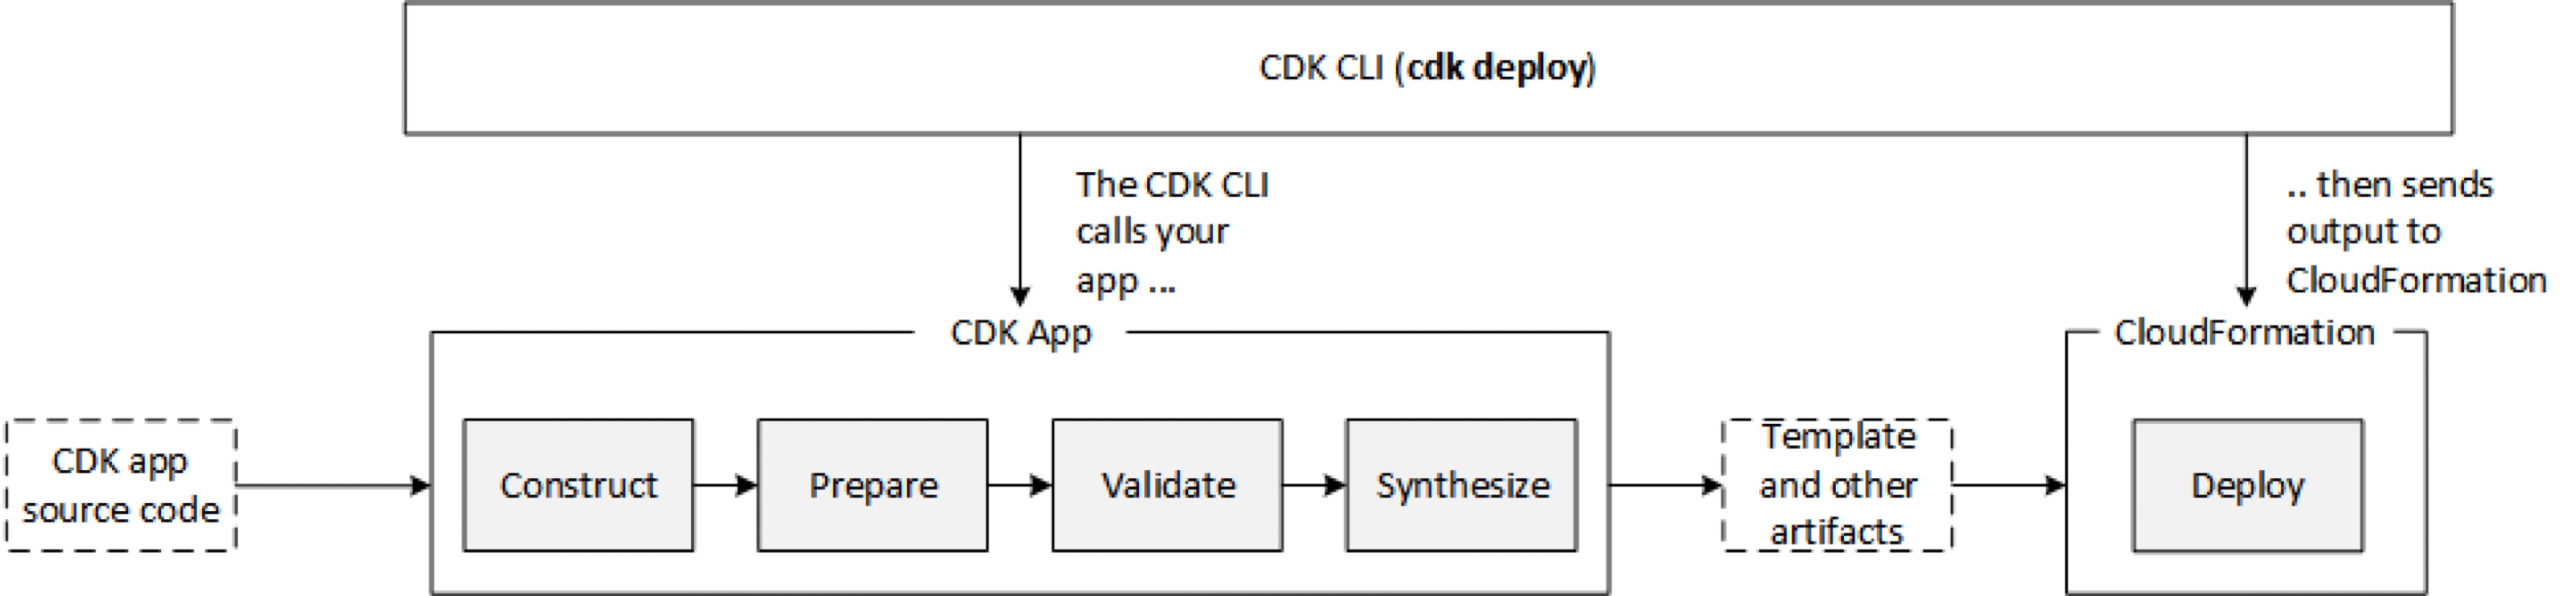 CDK CLI (cdk deploy)
The CDK CLI
calls your
app ...
.. then sends
output to
CloudFormation
CDK App
CloudFormation
CDK app
source code
Construct
Prepare
Validate
Synthesize
Template
and other
artifacts
Deploy